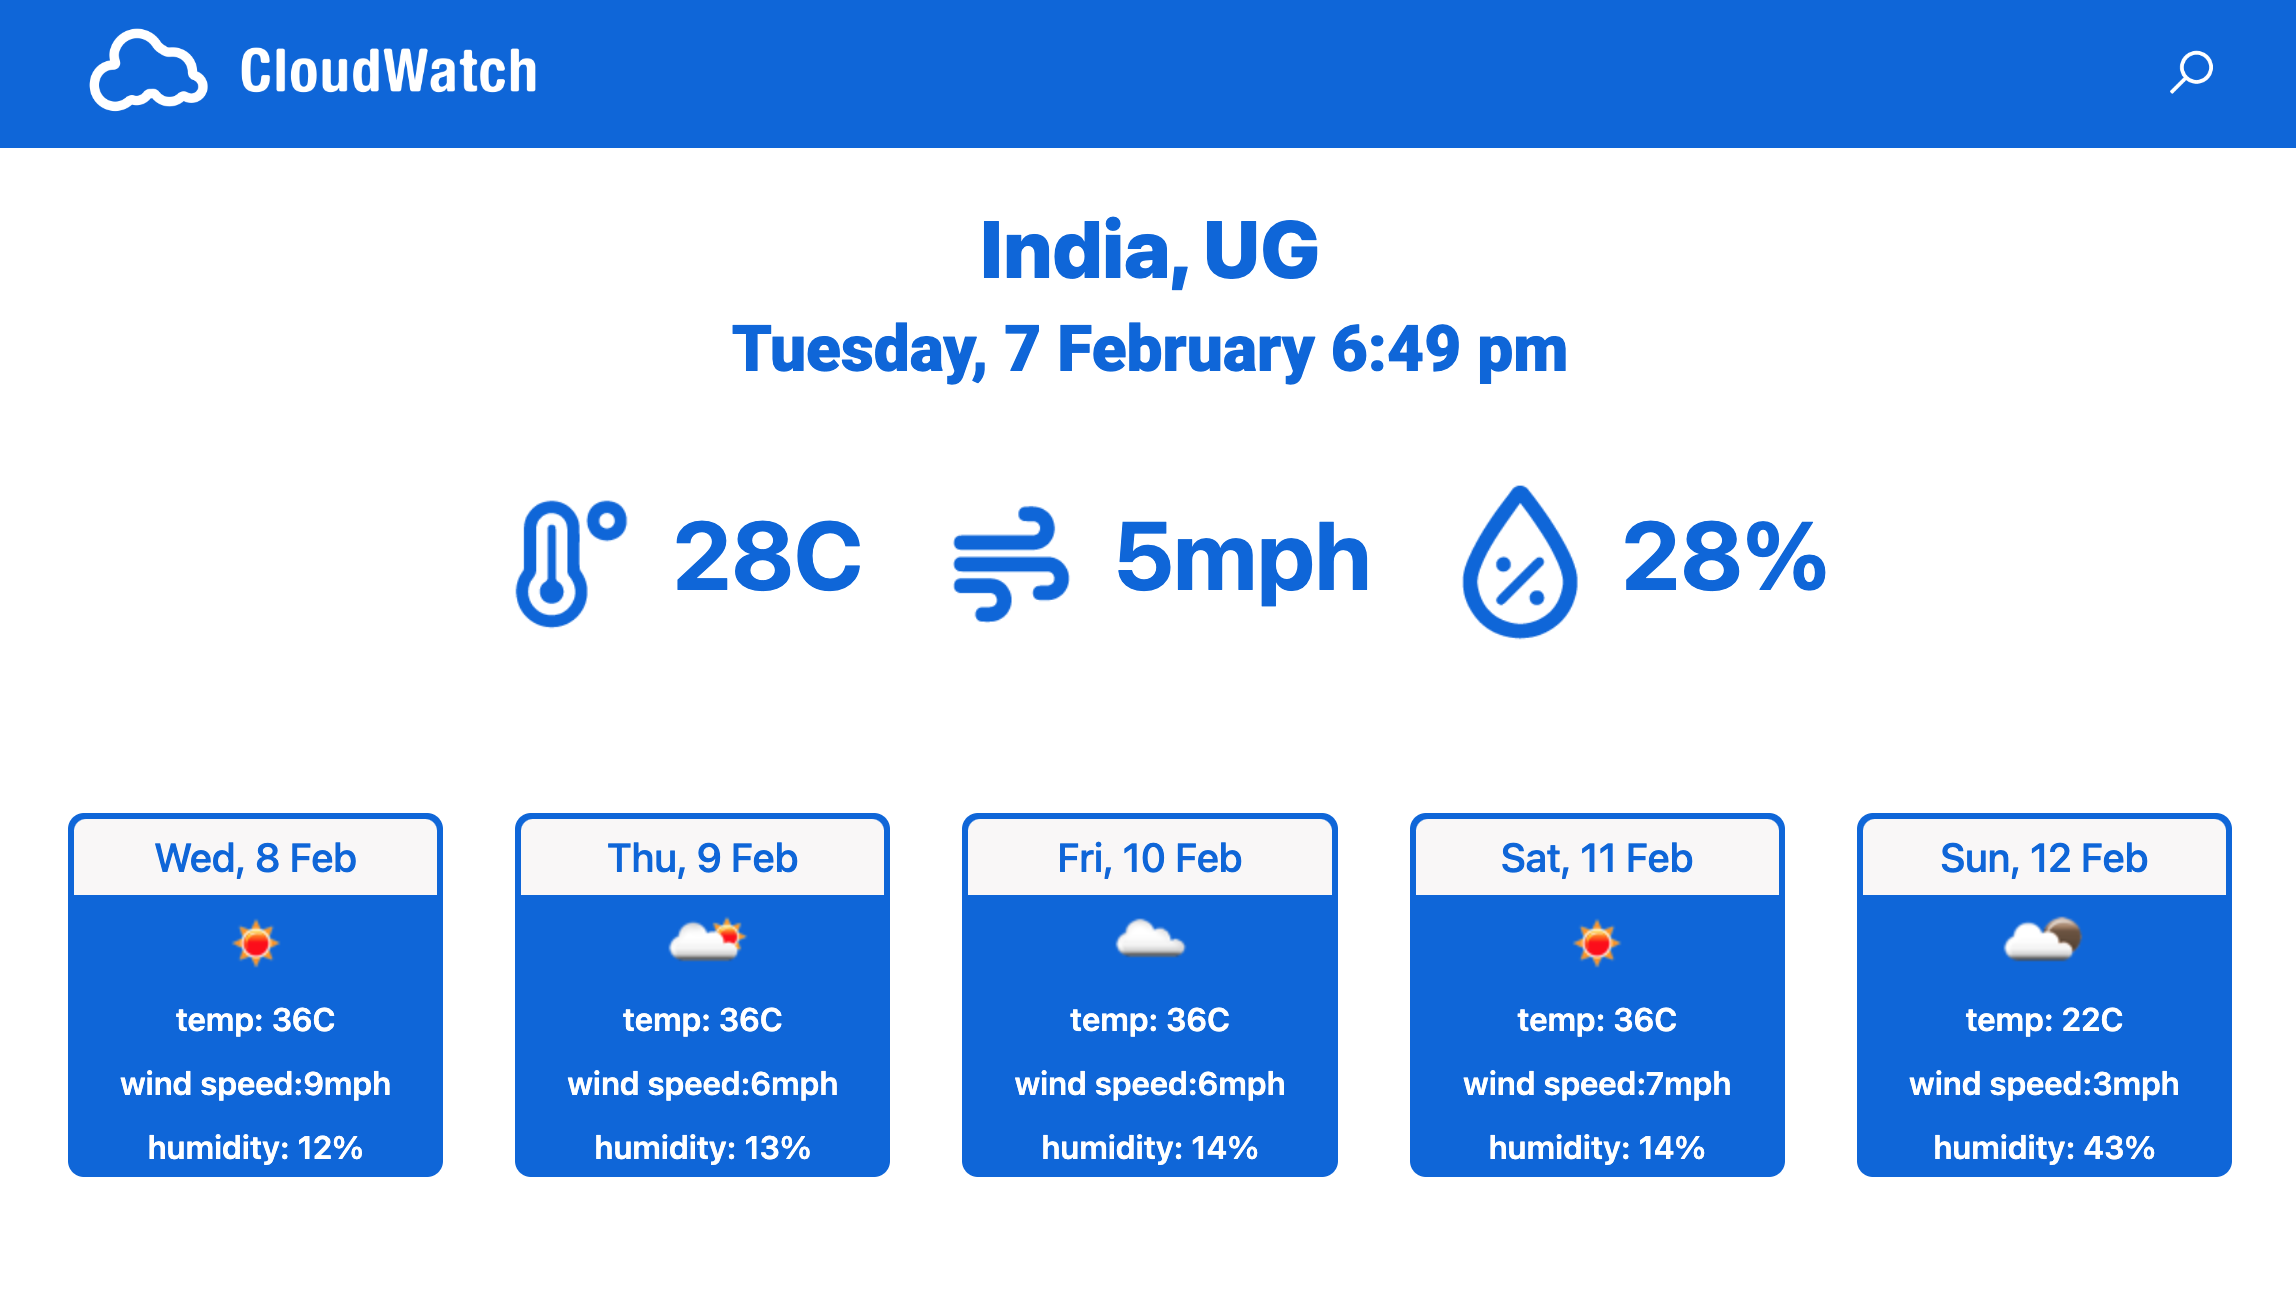 CloudWatch
India, UG
Tuesday, 7 February 6:49 pm
28C
5mph
28%
Wed, 8 Feb
temp: 36C
wind speed:9mph
humidity: 12%
Thu, 9 Feb
temp: 36C
wind speed:6mph
humidity: 13%
Fri, 10 Feb
temp: 36C
wind speed:6mph
humidity: 14%
Sat, 11 Feb
temp: 36C
wind speed:7mph
humidity: 14%
Sun, 12 Feb
temp: 22C
wind speed:3mph
humidity: 43%